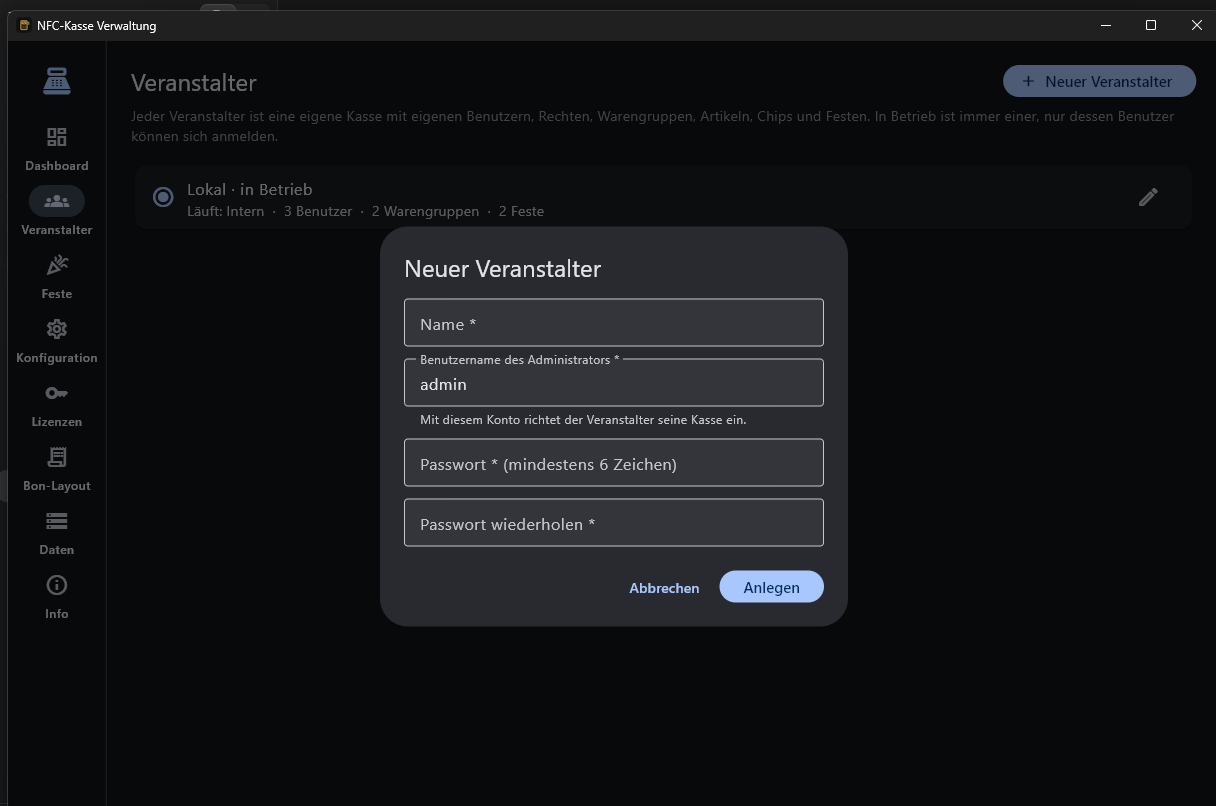 NFC-Kasse Verwaltung
Veranstalter
+ Neuer Veranstalter
Jeder Veranstalter ist eine eigene Kasse mit eigenen Benutzern, Rechten, Warengruppen, Artikeln, Chips und Festen. In Betrieb ist immer einer, nur dessen Benutzer
können sich anmelden.
Dashboard
Veranstalter
Feste
Konfiguration
Lizenzen
Bon-Layout
Daten
Info
Lokal · in Betrieb
Läuft: Intern · 3 Benutzer · 2 Warengruppen · 2 Feste
Neuer Veranstalter
Name *
Benutzername des Administrators *
admin
Mit diesem Konto richtet der Veranstalter seine Kasse ein.
Passwort * (mindestens 6 Zeichen)
Passwort wiederholen *
Abbrechen
Anlegen